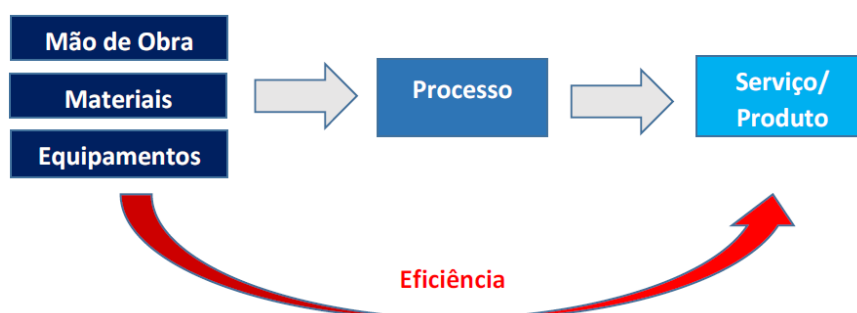 Mão de Obra
Materiais
Equipamentos
Processo
Serviço/
Produto
Eficiência